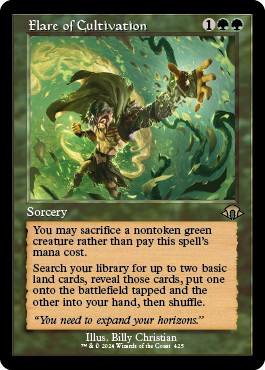 Flare of Cultivation 1
Sorcery
You may sacrifice a nontoken green
creature rather than pay this spell's
mana cost.
Search your library for up to two basic
land cards, reveal those cards, put one
onto the battlefield tapped and the
other into your hand, then shuffle.
"You need to expand your horizons."
Illus. Billy Christian
™ & © 2024 Wizards of the Coast 425